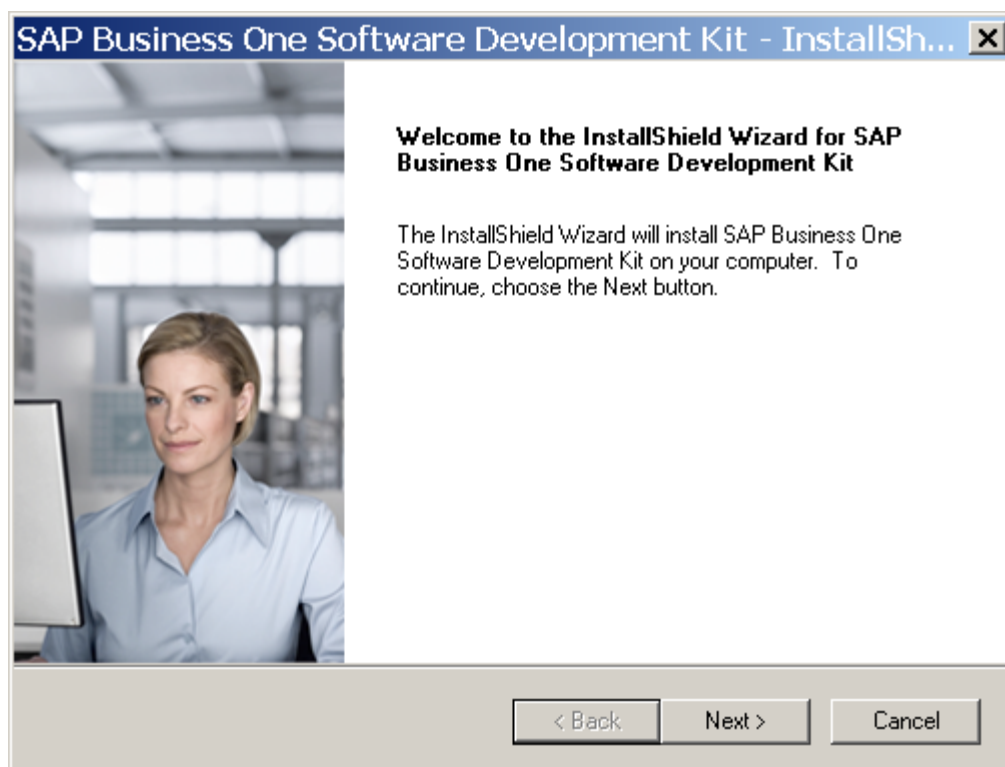 SAP Business One Software Development Kit - InstallSh...
Welcome to the InstallShield Wizard for SAP
Business One Software Development Kit
The InstallShield Wizard will install SAP Business One
Software Development Kit on your computer.  To
continue, choose the Next button.
< Back
Next >
Cancel